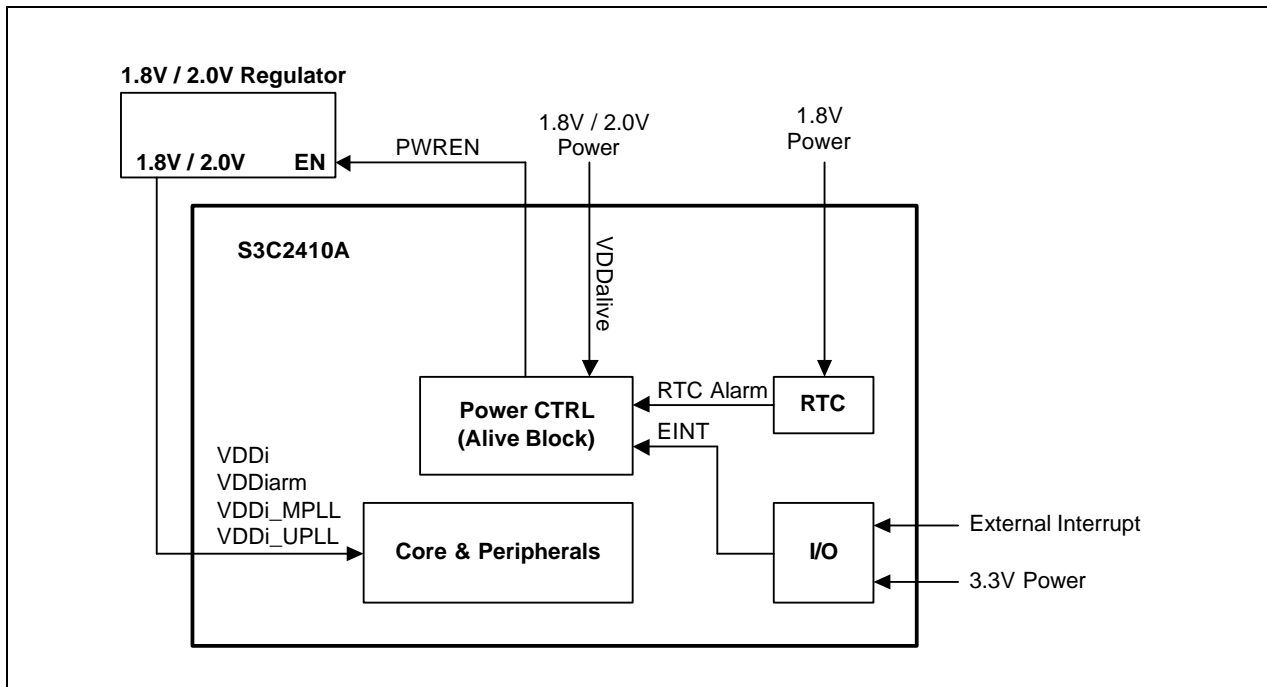 1.8V / 2.0V Regulator
1.8V / 2.0V
EN
PWREN
1.8V / 2.0V
Power
1.8V
Power
S3C2410A
VDDalive
Power CTRL
(Alive Block)
RTC Alarm
RTC
EINT
VDDi
VDDiarm
VDDi_MPLL
VDDi_UPLL
Core & Peripherals
I/O
External Interrupt
3.3V Power